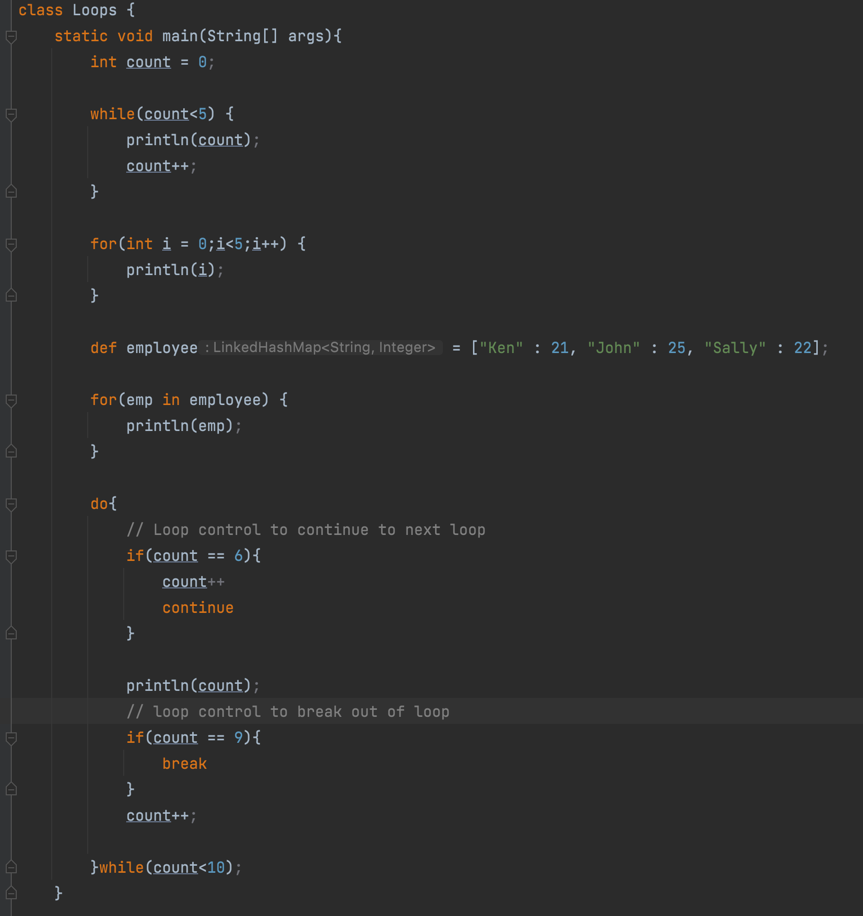 class Loops {
    static void main(String[] args){
        int count = 0;

        while(count<5) {
            println(count);
            count++;
        }

        for(int i = 0;i<5;i++) {
            println(i);
        }

        def employee : LinkedHashMap<String, Integer> = ["Ken" : 21, "John" : 25, "Sally" : 22];

        for(emp in employee) {
            println(emp);
        }

        do{
            // Loop control to continue to next loop
            if(count == 6){
                count++
                continue
            }

            println(count);
            // loop control to break out of loop
            if(count == 9){
                break
            }
            count++;

        }while(count<10);
    }